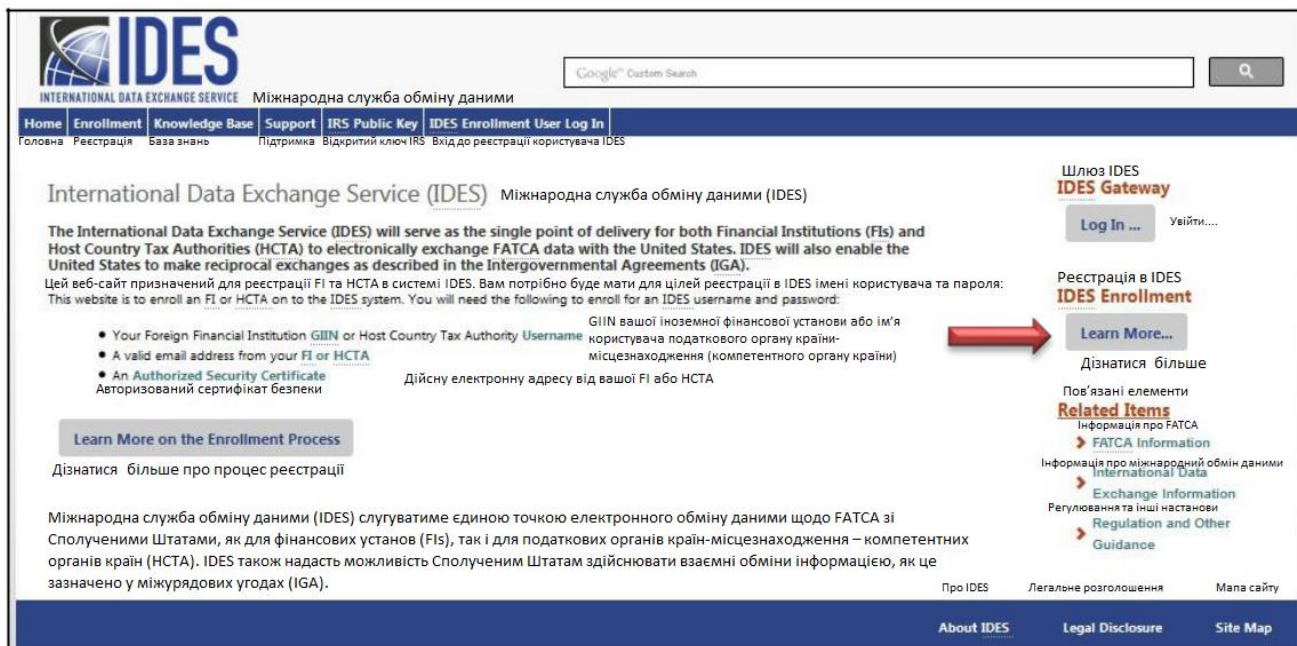 IDES
INTERNATIONAL DATA EXCHANGE SERVICE Міжнародна служба обміну даними
Google™ Custom Search
Home Enrollment Knowledge Base Support IRS Public Key IDES Enrollment User Log In
Головна Реєстрація База знань Підтримка Відкритий ключ IRS Вхід до реєстрації користувача IDES
International Data Exchange Service (IDES) Міжнародна служба обміну даними (IDES)
The International Data Exchange Service (IDES) will serve as the single point of delivery for both Financial Institutions (FIs) and
Host Country Tax Authorities (HCTA) to electronically exchange FATCA data with the United States. IDES will also enable the
United States to make reciprocal exchanges as described in the Intergovernmental Agreements (IGA).
Цей веб-сайт призначений для реєстрації FI та HCTA в системі IDES. Вам потрібно буде мати для цілей реєстрації в IDES імені користувача та пароля:
This website is to enroll an FI or HCTA on to the IDES system. You will need the following to enroll for an IDES username and password:
• Your Foreign Financial Institution GIIN or Host Country Tax Authority Username
GIIN вашої іноземної фінансової установи або ім’я
користувача податкового органу країни-
місцезнаходження (компетентного органу країни)
• A valid email address from your FI or HCTA
• An Authorized Security Certificate
Дійсну електронну адресу від вашої FI або HCTA
Авторизований сертифікат безпеки
Learn More on the Enrollment Process
Дізнатися більше про процес реєстрації
Міжнародна служба обміну даними (IDES) слугуватиме єдиною точкою електронного обміну даними щодо FATCA зі
Сполученими Штатами, як для фінансових установ (FIs), так і для податкових органів країн-місцезнаходження – компетентних
органів країн (HCTA). IDES також надасть можливість Сполученим Штатам здійснювати взаємні обміни інформацією, як це
зазначено у міжурядових угодах (IGA).
Шлюз IDES
IDES Gateway
Log In ... Увійти....
Реєстрація в IDES
IDES Enrollment
Learn More...
Дізнатися більше
Пов’язані елементи
Related Items
Інформація про FATCA
FATCA Information
Інформація про міжнародний обмін даними
International Data
Exchange Information
Регулювання та інші настанови
Regulation and Other
Guidance
Про IDES Легальне розголошення Мапа сайту
About IDES Legal Disclosure Site Map